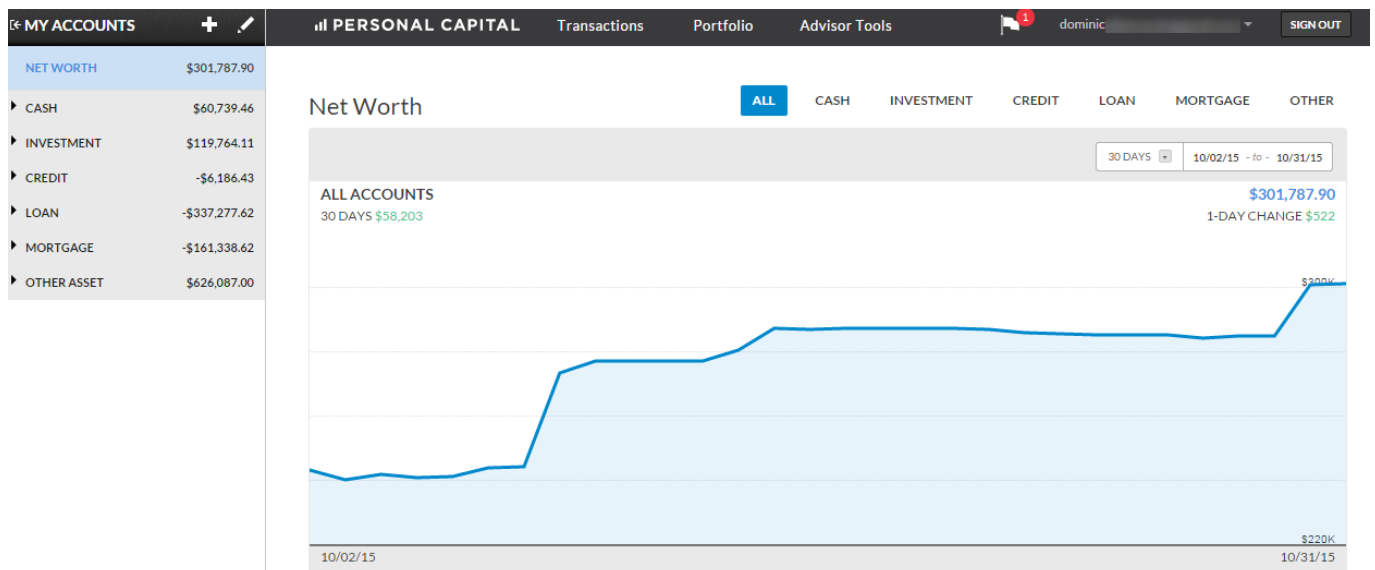 MY ACCOUNTS
PERSONAL CAPITAL Transactions Portfolio Advisor Tools 1 dominic SIGN OUT
NET WORTH $301,787.90
CASH $60,739.46
INVESTMENT $119,764.11
CREDIT -$6,186.43
LOAN -$337,277.62
MORTGAGE -$161,338.62
OTHER ASSET $626,087.00
Net Worth ALL CASH INVESTMENT CREDIT LOAN MORTGAGE OTHER
30 DAYS 10/02/15 - to - 10/31/15
ALL ACCOUNTS $301,787.90
30 DAYS $58,203 1-DAY CHANGE $522
$300K
$220K
10/02/15 10/31/15